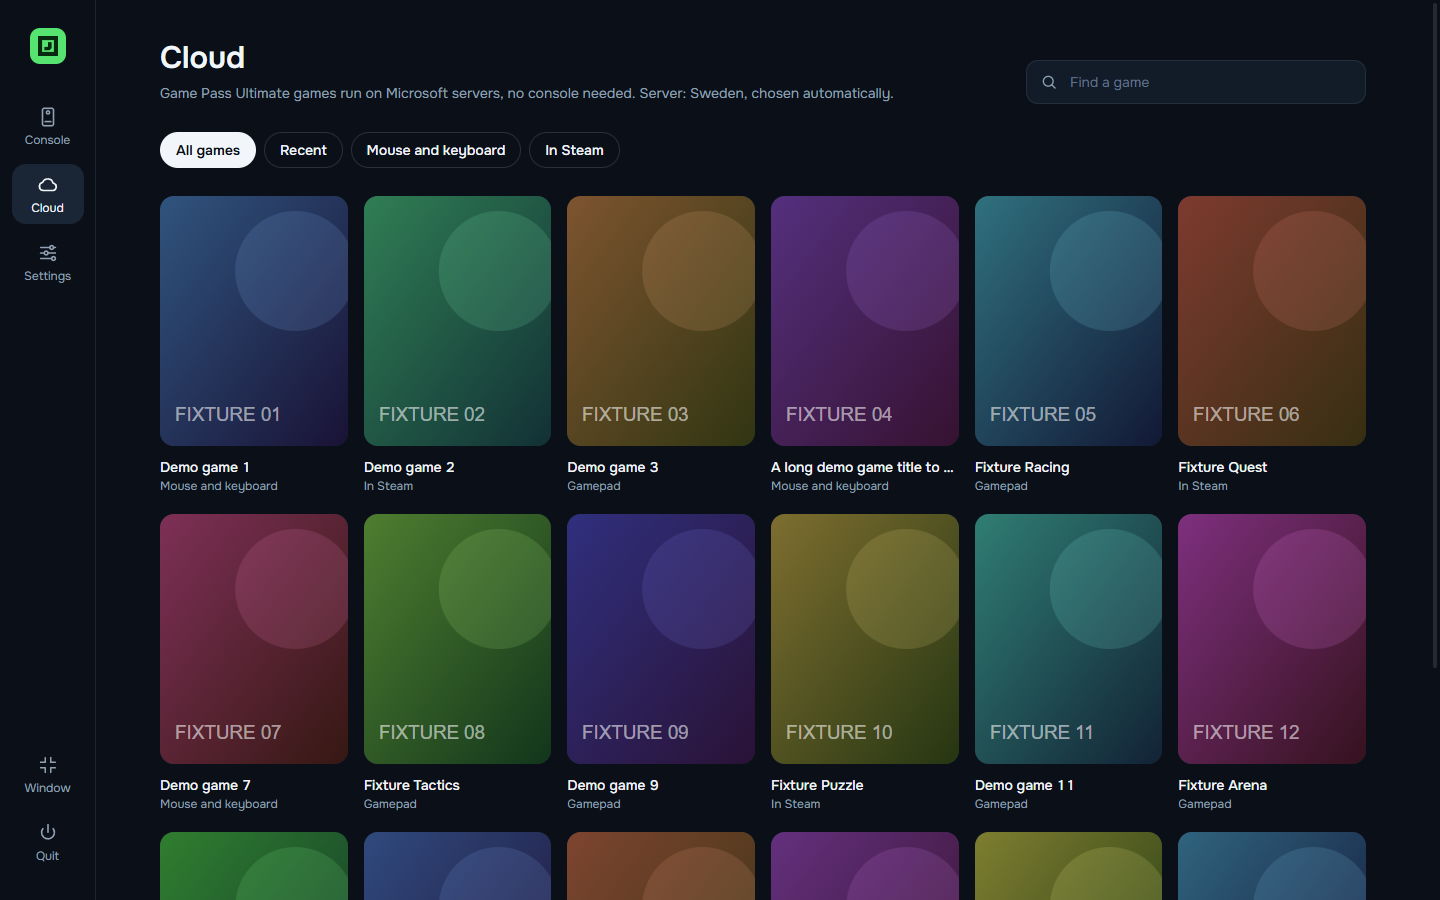 Cloud
Game Pass Ultimate games run on Microsoft servers, no console needed. Server: Sweden, chosen automatically.
Find a game
Console
Cloud
Settings
Window
Quit
All games
Recent
Mouse and keyboard
In Steam
FIXTURE 01
FIXTURE 02
FIXTURE 03
FIXTURE 04
FIXTURE 05
FIXTURE 06
Demo game 1
Mouse and keyboard
Demo game 2
In Steam
Demo game 3
Gamepad
A long demo game title to ...
Mouse and keyboard
Fixture Racing
Gamepad
Fixture Quest
In Steam
FIXTURE 07
FIXTURE 08
FIXTURE 09
FIXTURE 10
FIXTURE 11
FIXTURE 12
Demo game 7
Mouse and keyboard
Fixture Tactics
Gamepad
Demo game 9
Gamepad
Fixture Puzzle
In Steam
Demo game 11
Gamepad
Fixture Arena
Gamepad